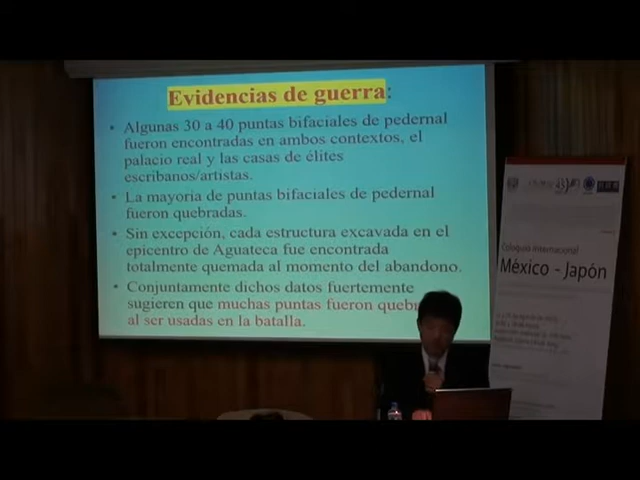 Evidencias de guerra:
• Algunas 30 a 40 puntas bifaciales de pedernal
fueron encontradas en ambos contextos, el
palacio real y las casas de élites
escribanos/artistas.
• La mayoría de puntas bifaciales de pedernal
fueron quebradas.
• Sin excepción, cada estructura excavada en el
epicentro de Aguateca fue encontrada
totalmente quemada al momento del abandono.
• Conjuntamente dichos datos fuertemente
sugieren que muchas puntas fueron quebr
al ser usadas en la batalla.
Coloquio Internacional
México - Japón